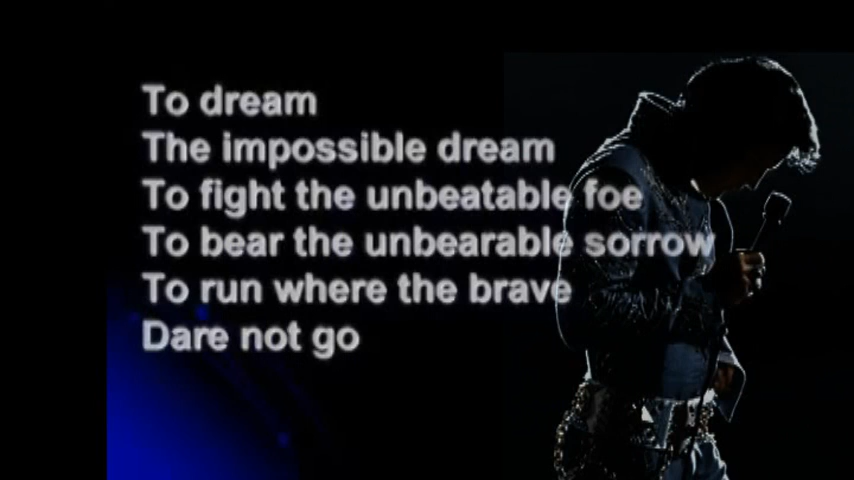 To dream
The impossible dream
To fight the unbeatable foe
To bear the unbearable sorrow
To run where the brave
Dare not go